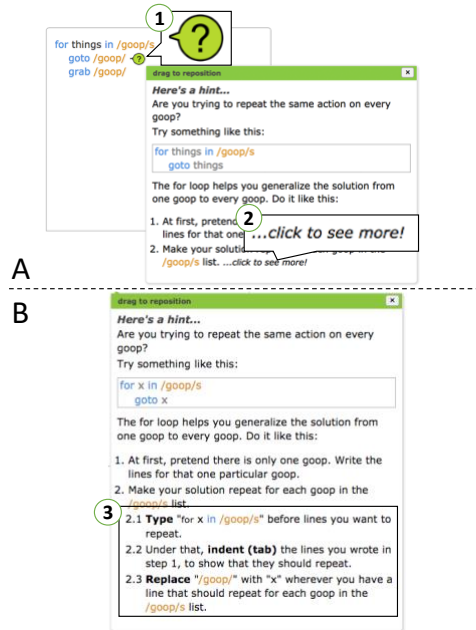 1
for things in /goop/s
goto /goop/ ?
grab /goop/
?
drag to reposition x
Here's a hint...
Are you trying to repeat the same action on every
goop?
Try something like this:
for things in /goop/s
goto things
The for loop helps you generalize the solution from
one goop to every goop. Do it like this:
1. At first, pretend
lines for that one
2
...click to see more!
2. Make your solution
/goop/s list. ...click to see more!
A
B
drag to reposition x
Here's a hint...
Are you trying to repeat the same action on every
goop?
Try something like this:
for x in /goop/s
goto x
The for loop helps you generalize the solution from
one goop to every goop. Do it like this:
1. At first, pretend there is only one goop. Write the
lines for that one particular goop.
2. Make your solution repeat for each goop in the
/goop/s list.
3
2.1 Type "for x in /goop/s" before lines you want to
repeat.
2.2 Under that, indent (tab) the lines you wrote in
step 1, to show that they should repeat.
2.3 Replace "/goop/" with "x" wherever you have a
line that should repeat for each goop in the
/goop/s list.